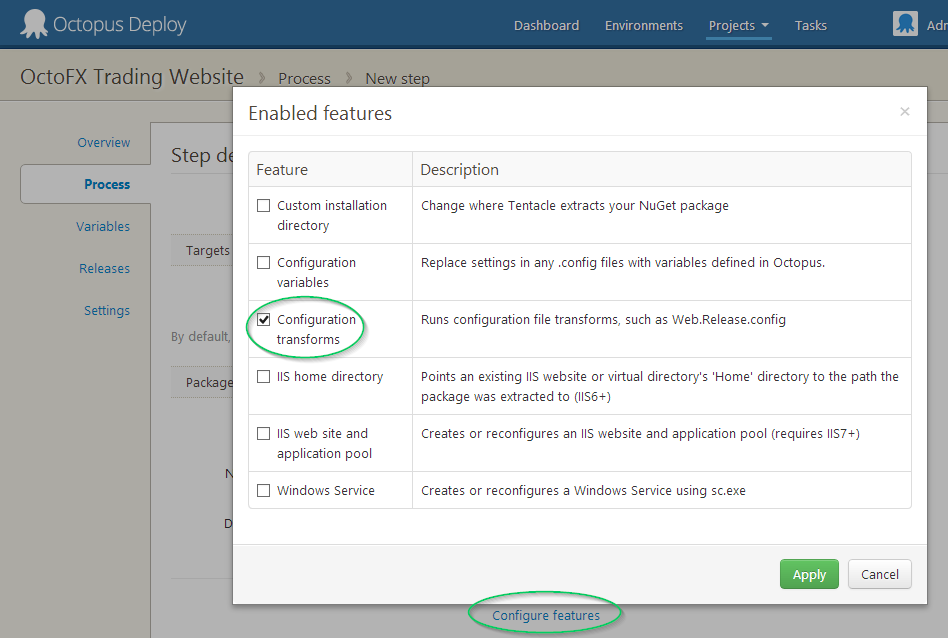 Octopus Deploy
Dashboard Environments Projects Tasks
OctoFX Trading Website > Process > New step
Enabled features ×
Overview
Process
Variables
Releases
Settings
Step de
Targets
By default,
Package
N
D
Feature Description
Custom installation
directory
Change where Tentacle extracts your NuGet package
Configuration
variables
Replace settings in any .config files with variables defined in Octopus.
Configuration
transforms
Runs configuration file transforms, such as Web.Release.config
IIS home directory
Points an existing IIS website or virtual directory's 'Home' directory to the path the
package was extracted to (IIS6+)
IIS web site and
application pool
Creates or reconfigures an IIS website and application pool (requires IIS7+)
Windows Service
Creates or reconfigures a Windows Service using sc.exe
Apply Cancel
Configure features